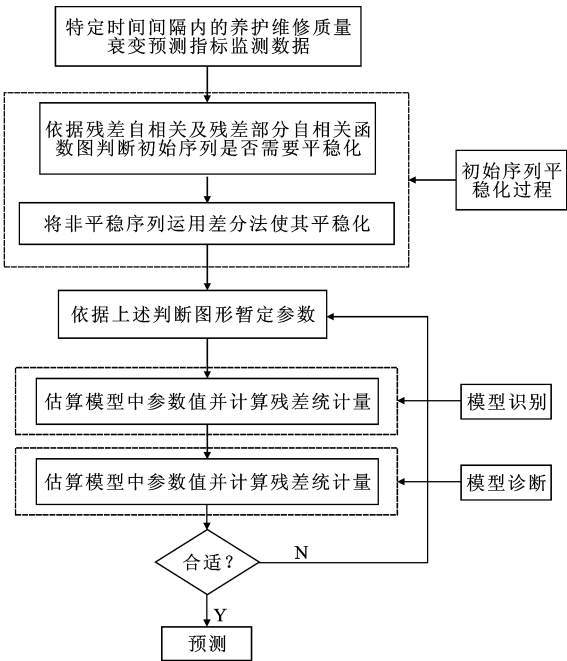 特定时间间隔内的养护维修质量
衰变预测指标监测数据
依据残差自相关及残差部分自相关函
数图判断初始序列是否需要平稳化
初始序列平
稳化过程
将非平稳序列运用差分法使其平稳化
依据上述判断图形暂定参数
估算模型中参数值并计算残差统计量
模型识别
估算模型中参数值并计算残差统计量
模型诊断
合适？
N
Y
预测